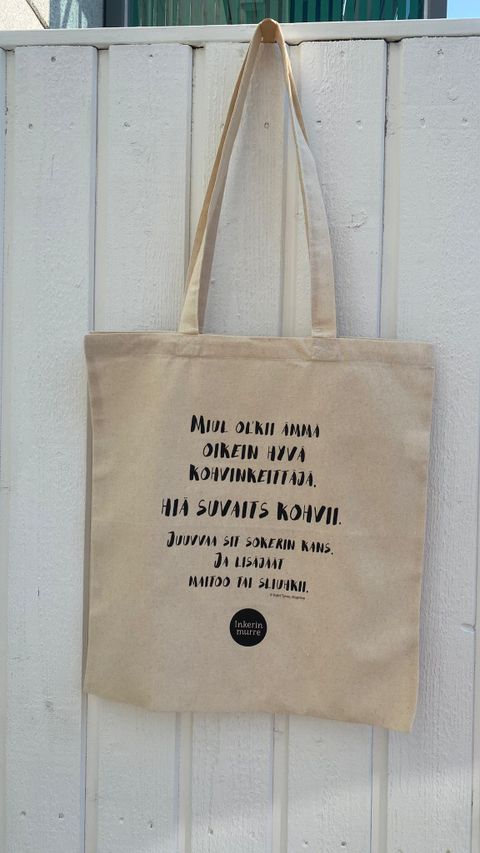 Miul ol'kii ämmä
oikein hyvä
kohvinkeittäjä.
Hiä suvaits kohvii.
Juuvvaa sit sokerin kans.
Ja lisäjäät
maitoo tai sliuhkii.
Inkerin
murre